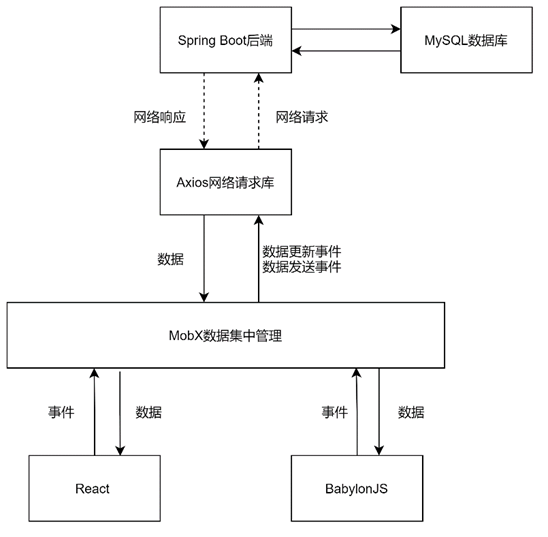 Spring Boot后端
MySQL数据库
网络响应
网络请求
Axios网络请求库
数据
数据更新事件
数据发送事件
MobX数据集中管理
事件
数据
事件
数据
React
BabylonJS